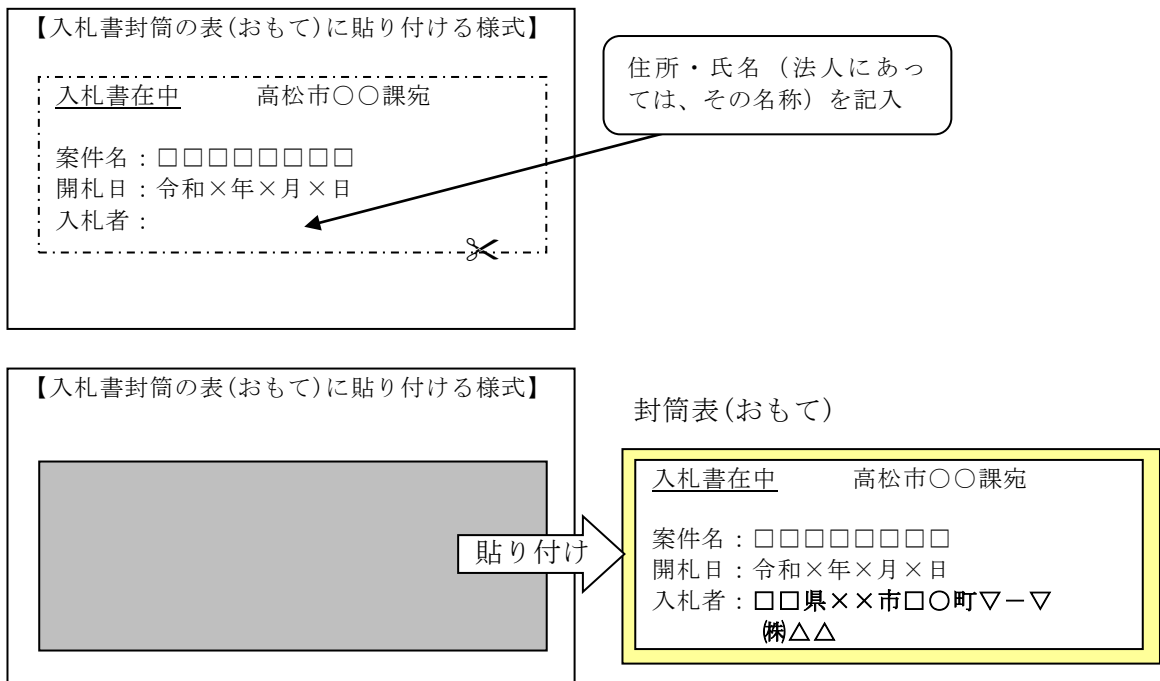 【入札書封筒の表(おもて)に貼り付ける様式】
入札書在中　　高松市○○課宛
案件名：□□□□□□□□
開札日：令和×年×月×日
入札者：
住所・氏名（法人にあっ
ては、その名称）を記入
【入札書封筒の表(おもて)に貼り付ける様式】
貼り付け
封筒表(おもて)
入札書在中　　高松市○○課宛
案件名：□□□□□□□□
開札日：令和×年×月×日
入札者：□□県××市□○町▽－▽
㈱△△